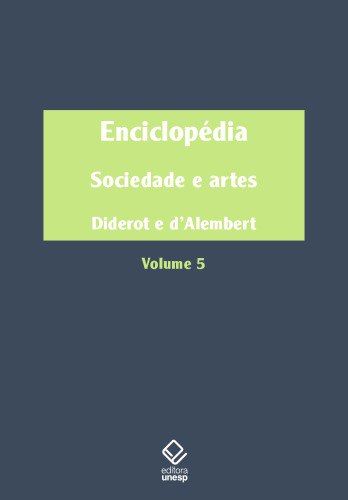 Enciclopédia
Sociedade e artes
Diderot e d'Alembert
Volume 5
editora
unesp